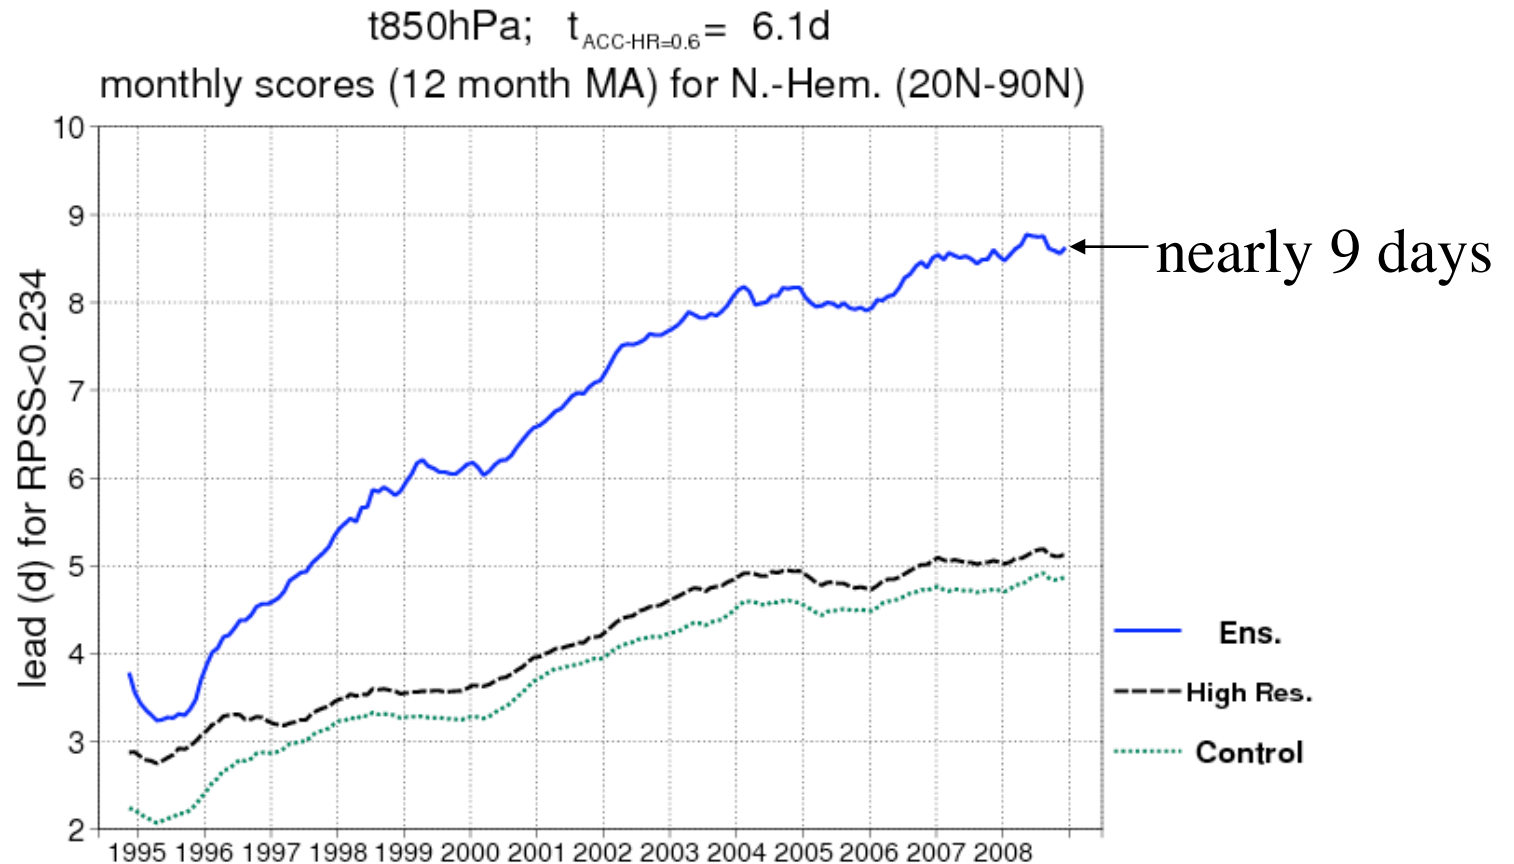 t850hPa; tACC-HR=0.6= 6.1d
monthly scores (12 month MA) for N.-Hem. (20N-90N)
lead (d) for RPSS<0.234
10
9
8
7
6
5
4
3
2
1995 1996 1997 1998 1999 2000 2001 2002 2003 2004 2005 2006 2007 2008
nearly 9 days
Ens.
High Res.
Control